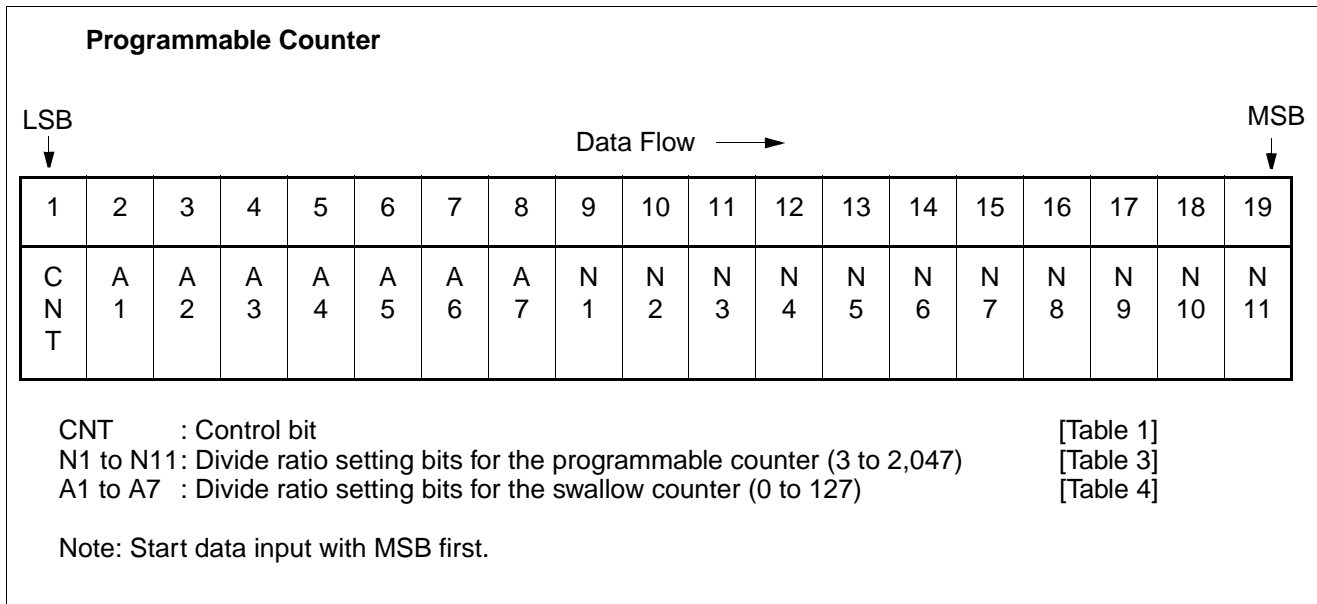 Programmable Counter
LSB
MSB
Data Flow
1 2 3 4 5 6 7 8 9 10 11 12 13 14 15 16 17 18 19
C A A A A A A A N N N N N N N N N N N
N 1 2 3 4 5 6 7 1 2 3 4 5 6 7 8 9 10 11
T
CNT : Control bit [Table 1]
N1 to N11: Divide ratio setting bits for the programmable counter (3 to 2,047) [Table 3]
A1 to A7 : Divide ratio setting bits for the swallow counter (0 to 127) [Table 4]
Note: Start data input with MSB first.